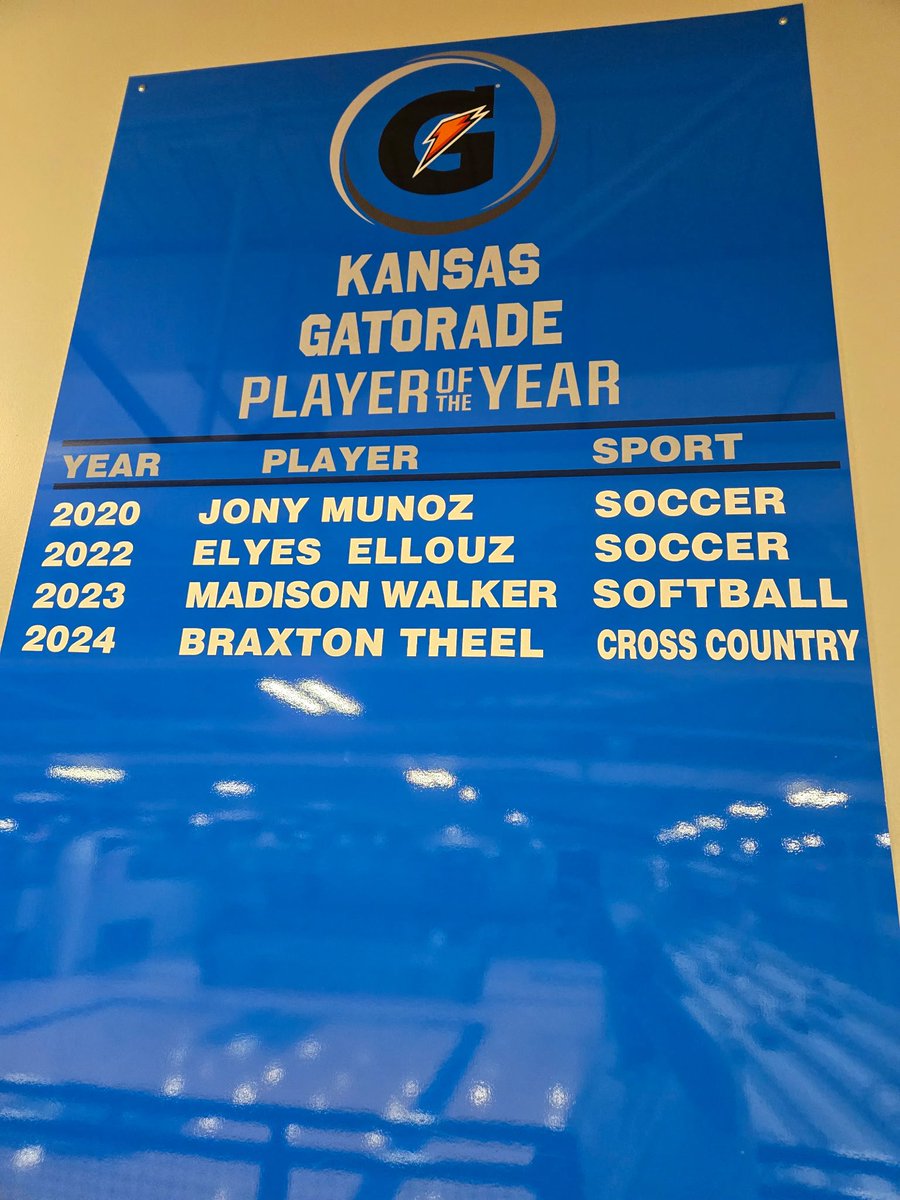 G
KANSAS
GATORADE
PLAYER OF THE YEAR
YEAR PLAYER SPORT
2020 JONY MUNOZ SOCCER
2022 ELYES ELLOUZ SOCCER
2023 MADISON WALKER SOFTBALL
2024 BRAXTON THEEL CROSS COUNTRY